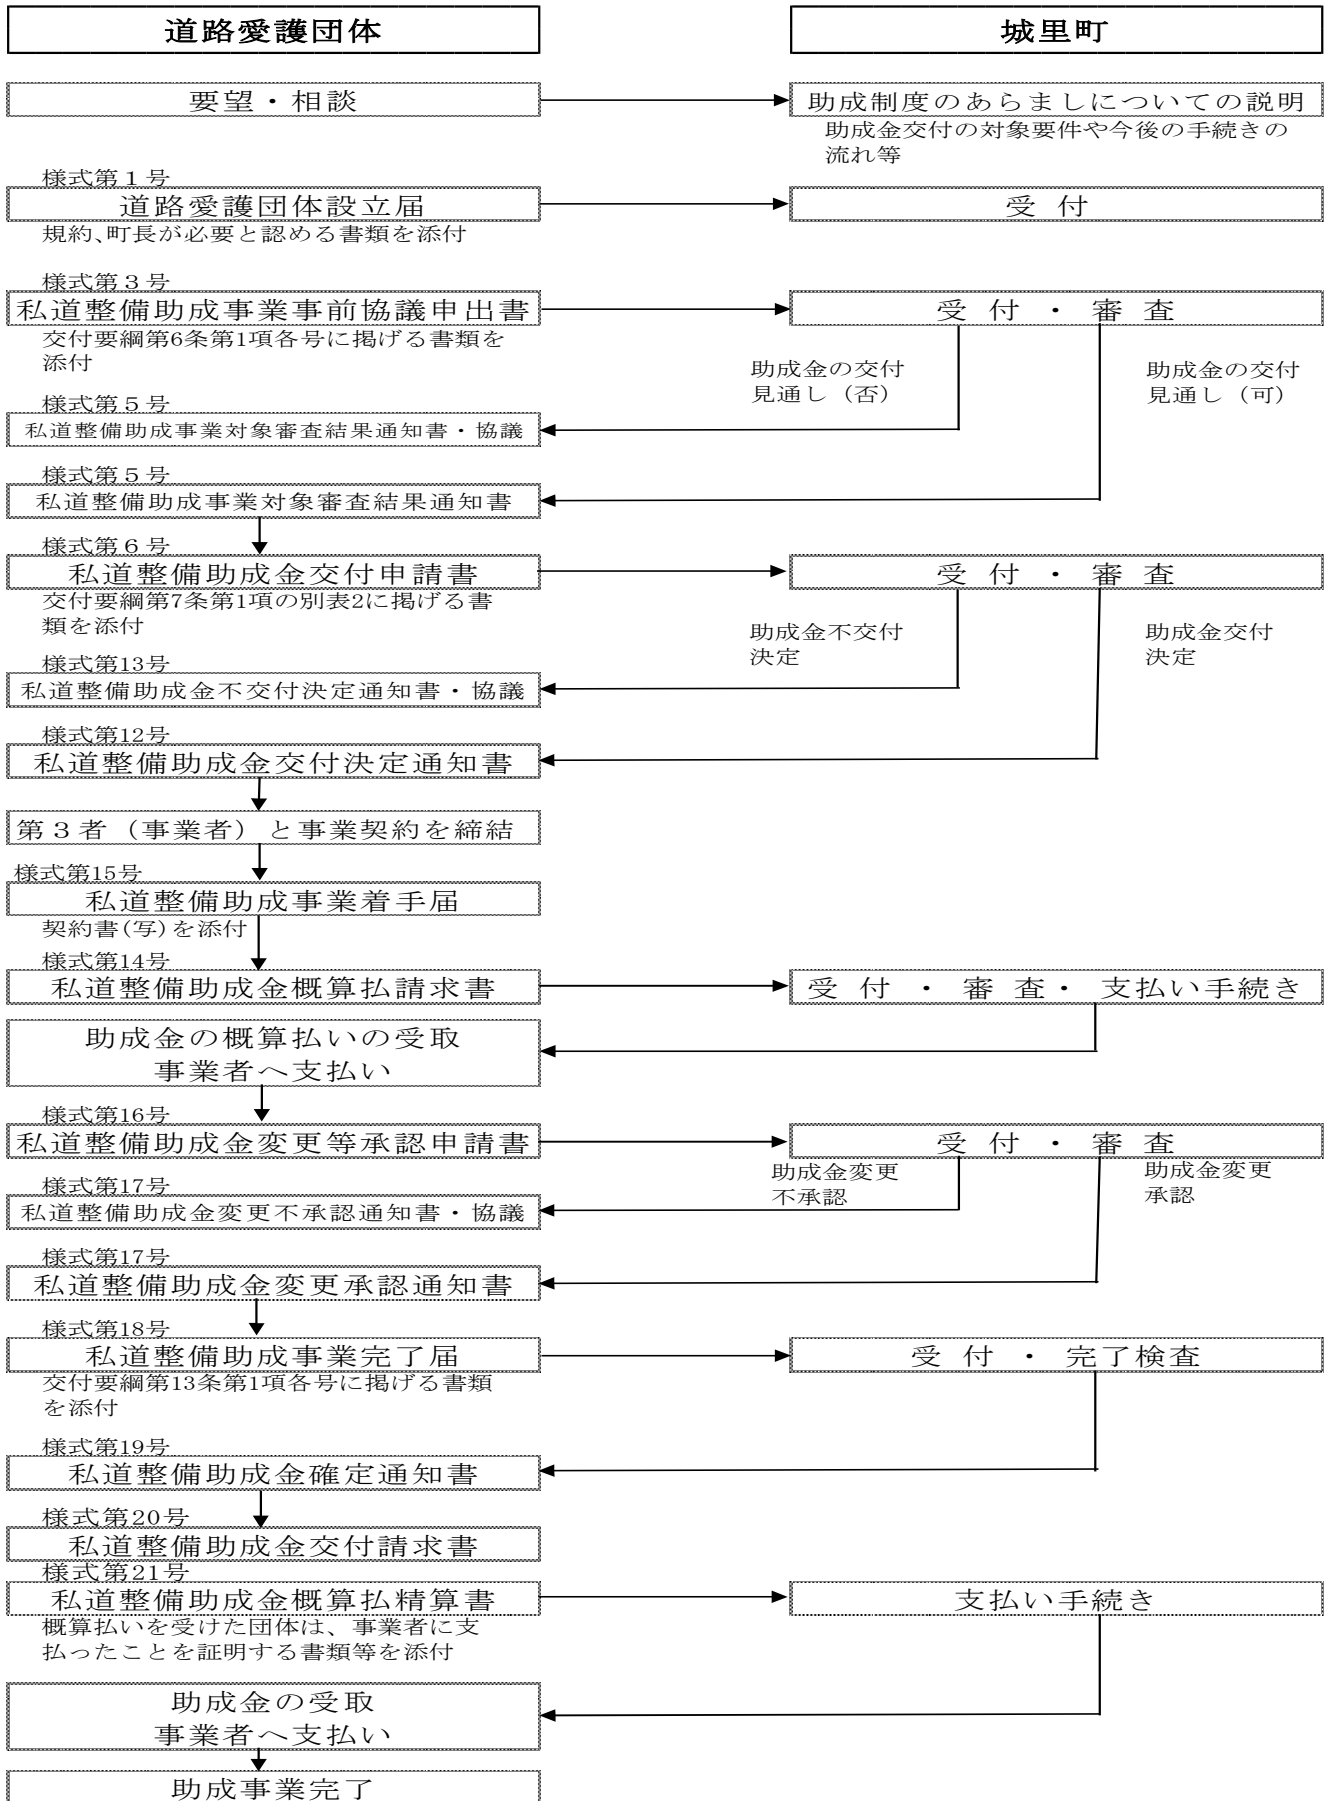 道路愛護団体
城里町
要望・相談
助成制度のあらましについての説明
助成金交付の対象要件や今後の手続きの
流れ等
様式第１号
道路愛護団体設立届
受 付
規約､町長が必要と認める書類を添付
様式第３号
私道整備助成事業事前協議申出書
受 付 ・ 審 査
交付要綱第6条第1項各号に掲げる書類を
添付
助成金の交付
見通し（否）
助成金の交付
見通し（可）
様式第５号
私道整備助成事業対象審査結果通知書・協議
様式第５号
私道整備助成事業対象審査結果通知書
様式第６号
私道整備助成金交付申請書
受 付 ・ 審 査
交付要綱第7条第1項の別表2に掲げる書
類を添付
助成金不交付
決定
助成金交付
決定
様式第13号
私道整備助成金不交付決定通知書・協議
様式第12号
私道整備助成金交付決定通知書
第３者（事業者）と事業契約を締結
様式第15号
私道整備助成事業着手届
契約書(写)を添付
様式第14号
私道整備助成金概算払請求書
受 付 ・ 審 査・ 支払い手続き
助成金の概算払いの受取
事業者へ支払い
様式第16号
私道整備助成金変更等承認申請書
受 付 ・ 審 査
助成金変更
不承認
助成金変更
承認
様式第17号
私道整備助成金変更不承認通知書・協議
様式第17号
私道整備助成金変更承認通知書
様式第18号
私道整備助成事業完了届
受 付 ・ 完了検査
交付要綱第13条第1項各号に掲げる書類
を添付
様式第19号
私道整備助成金確定通知書
様式第20号
私道整備助成金交付請求書
様式第21号
私道整備助成金概算払精算書
支払い手続き
概算払いを受けた団体は、事業者に支
払ったことを証明する書類等を添付
助成金の受取
事業者へ支払い
助成事業完了